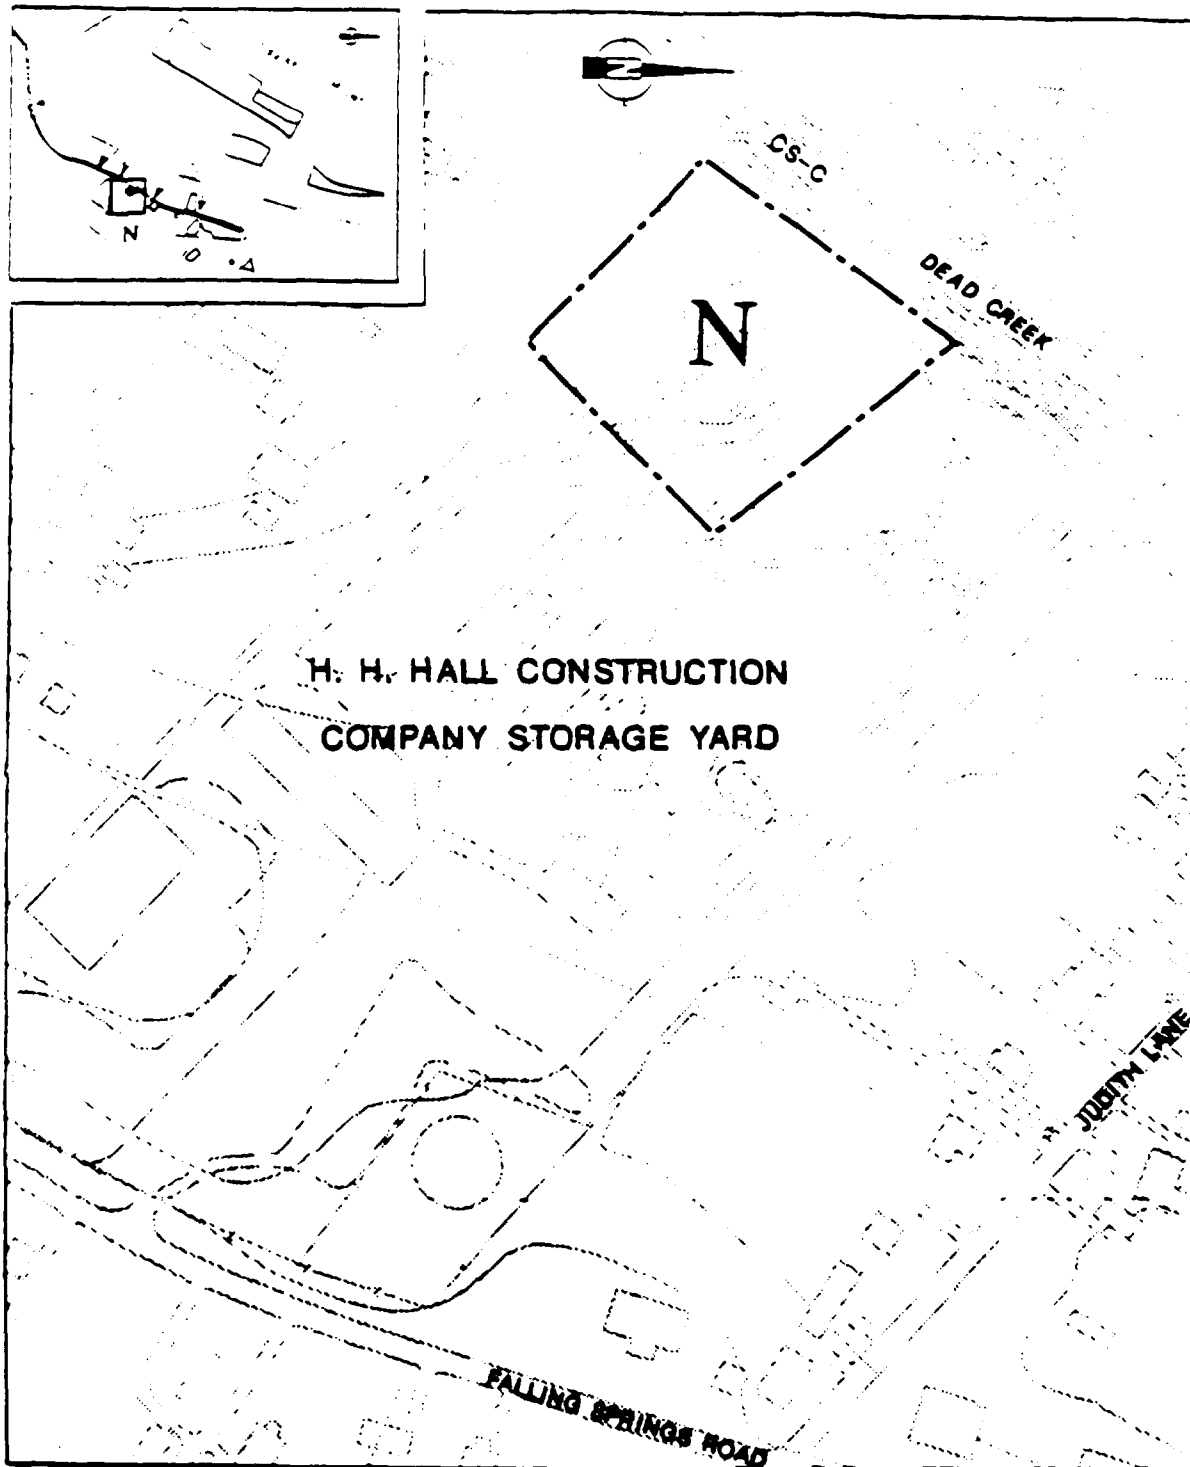 N
CS-C
DEAD CREEK
N
N
O
H. H. HALL CONSTRUCTION
COMPANY STORAGE YARD
JUDITH LANE
FALLING SPRINGS ROAD